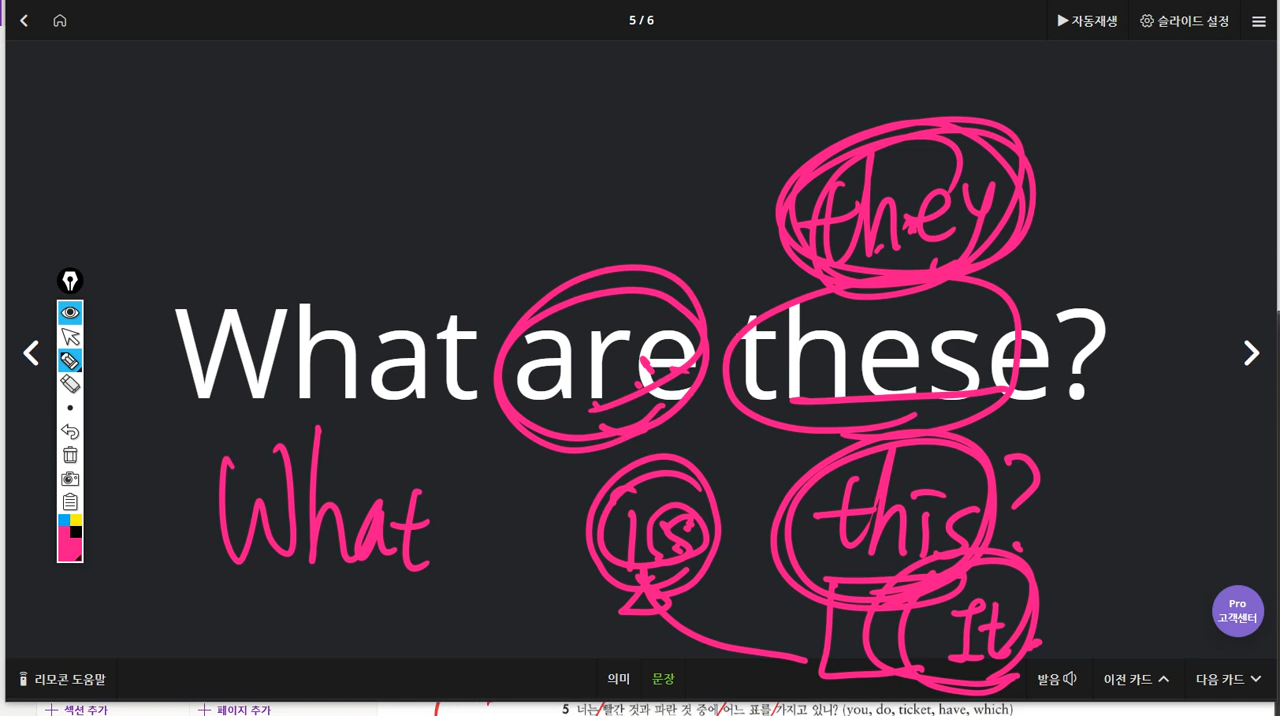 5 / 6
자동재생
슬라이드 설정
they
What are these?
What is this?
It
Pro
고객센터
리모콘 도움말
의미
문장
발음
이전 카드
다음 카드
섹션 추가
페이지 추가
5 너는 빨간 것과 파란 것 중에 어느 표를 가지고 있니? (you, do, ticket, have, which)